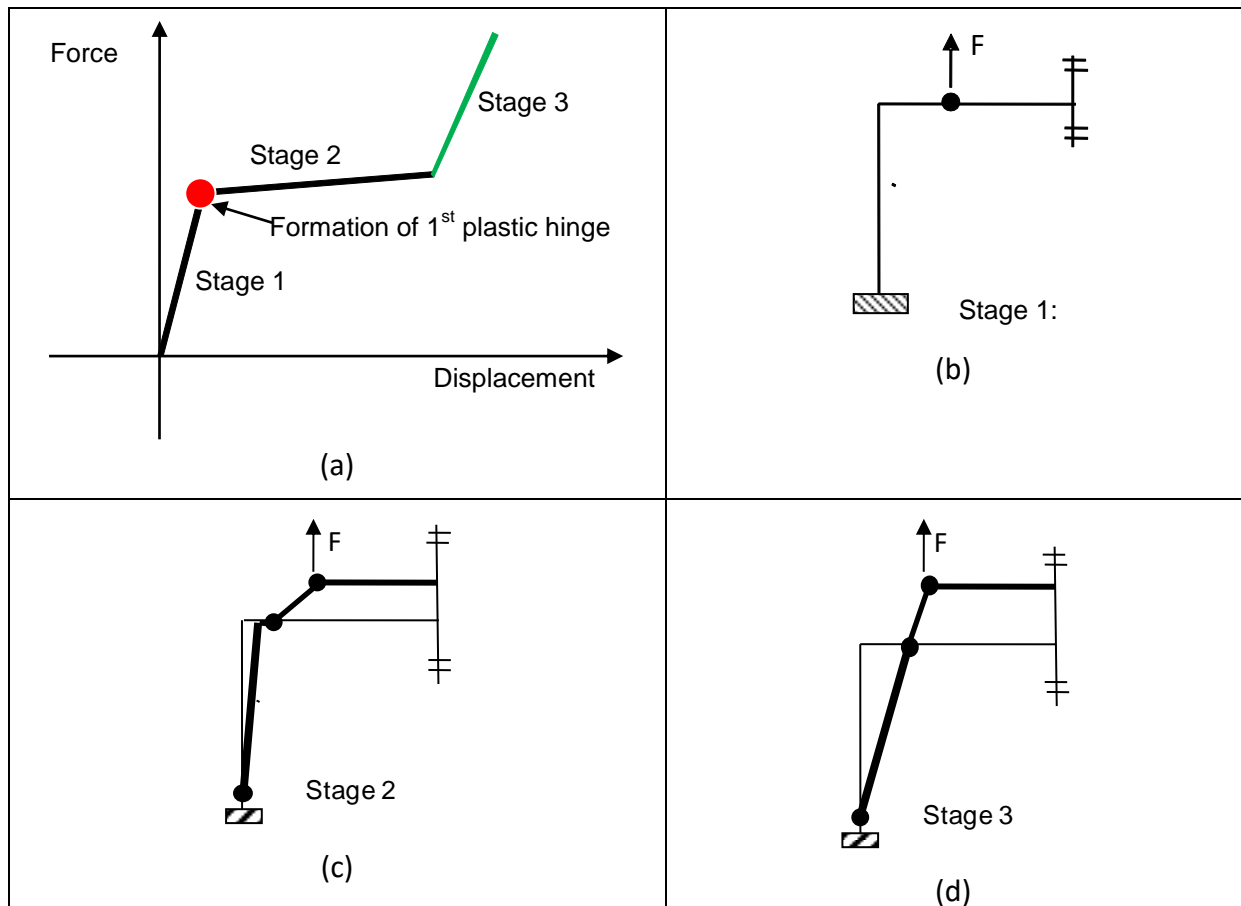 Force
Stage 3
Stage 2
Formation of 1st plastic hinge
Stage 1
Displacement
(a)
F
Stage 1:
(b)
F
Stage 2
(c)
F
Stage 3
(d)